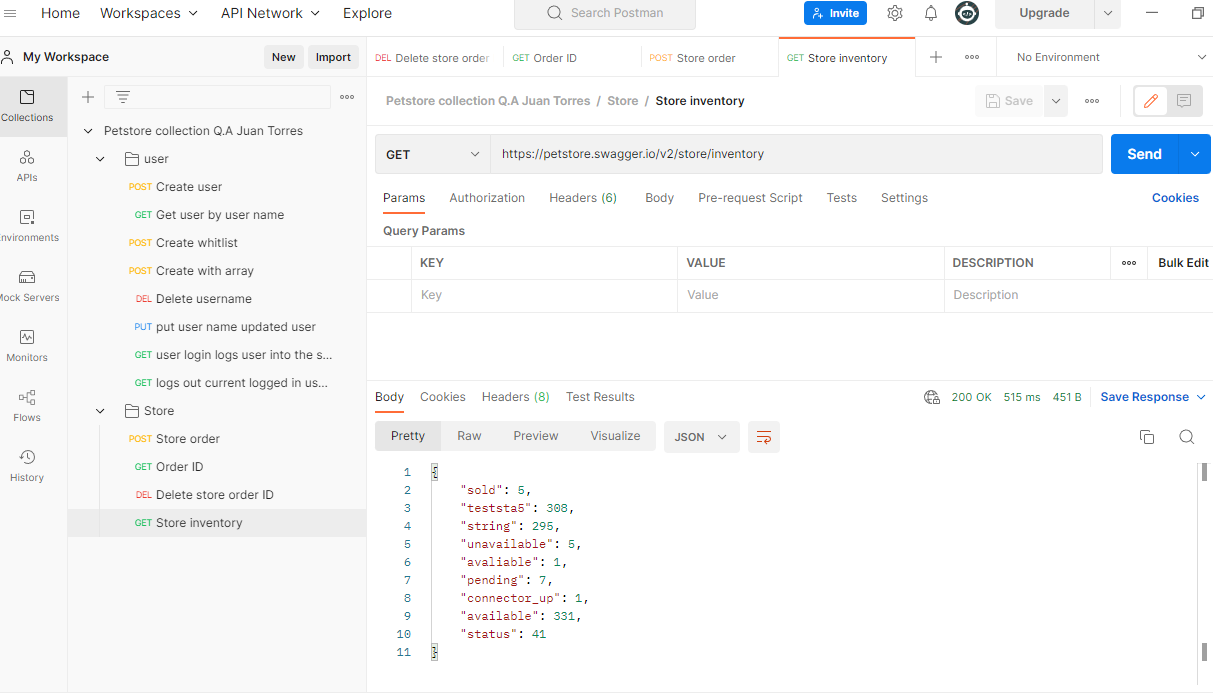 Home Workspaces API Network Explore Search Postman Invite Upgrade
My Workspace New Import DEL Delete store order GET Order ID POST Store order GET Store inventory No Environment
Petstore collection Q.A Juan Torres / Store / Store inventory Save
Collections
APIs
nvironments
Mock Servers
Monitors
Flows
History
Petstore collection Q.A Juan Torres
user
POST Create user
GET Get user by user name
POST Create whitlist
POST Create with array
DEL Delete username
PUT put user name updated user
GET user login logs user into the s...
GET logs out current logged in us...
Store
POST Store order
GET Order ID
DEL Delete store order ID
GET Store inventory
GET https://petstore.swagger.io/v2/store/inventory Send
Params Authorization Headers (6) Body Pre-request Script Tests Settings Cookies
Query Params
KEY VALUE DESCRIPTION Bulk Edit
Key Value Description
Body Cookies Headers (8) Test Results 200 OK 515 ms 451 B Save Response
Pretty Raw Preview Visualize JSON
1 {
2 "sold": 5,
3 "teststa5": 308,
4 "string": 295,
5 "unavailable": 5,
6 "avaliable": 1,
7 "pending": 7,
8 "connector_up": 1,
9 "available": 331,
10 "status": 41
11 }